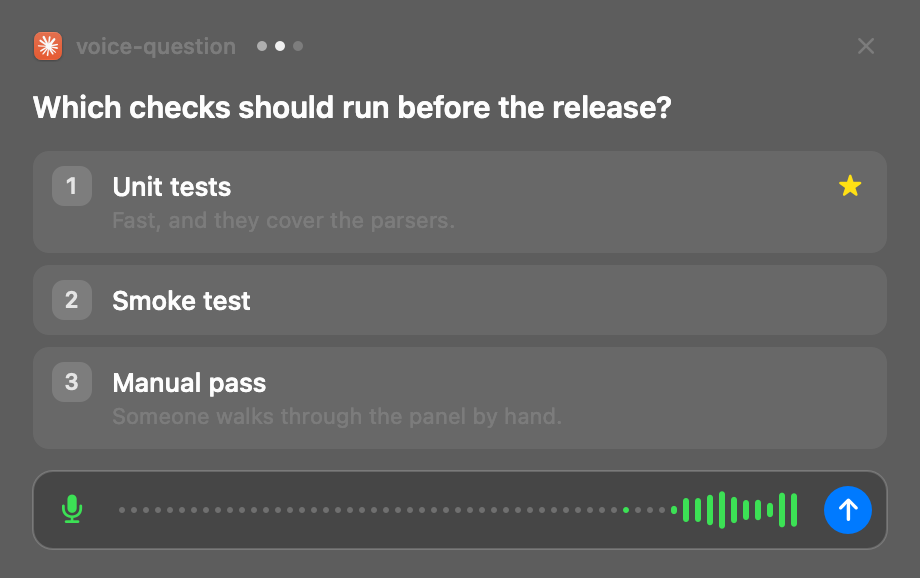 voice-question
Which checks should run before the release?
1 Unit tests
Fast, and they cover the parsers.
2 Smoke test
3 Manual pass
Someone walks through the panel by hand.